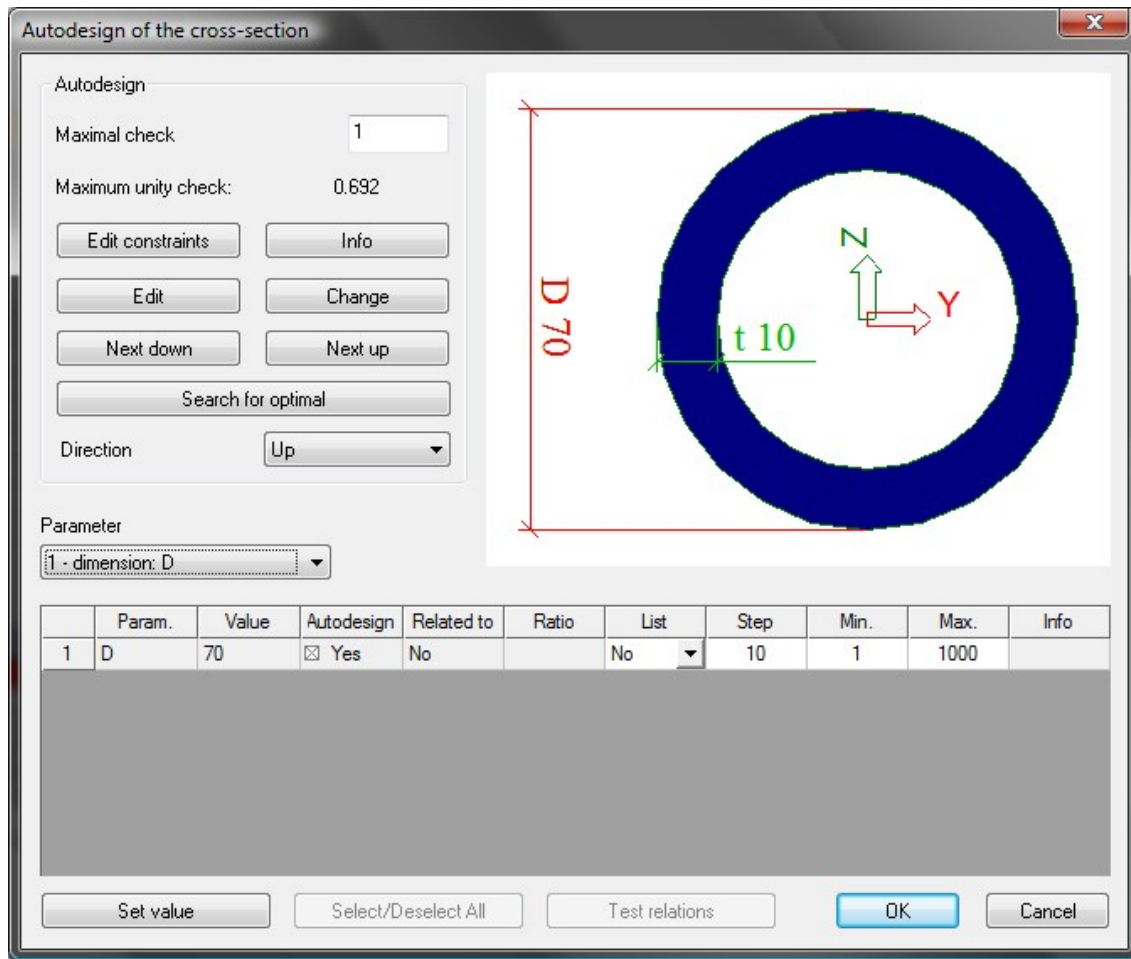 Autodesign of the cross-section
Autodesign
Maximal check 1
Maximum unity check: 0.692
Edit constraints Info
Edit Change
Next down Next up
Search for optimal
Direction Up
Parameter
1 - dimension: D
D 70
t 10
Z
Y
Param. Value Autodesign Related to Ratio List Step Min. Max. Info
1 D 70 Yes No No 10 1 1000
Set value Select/Deselect All Test relations OK Cancel